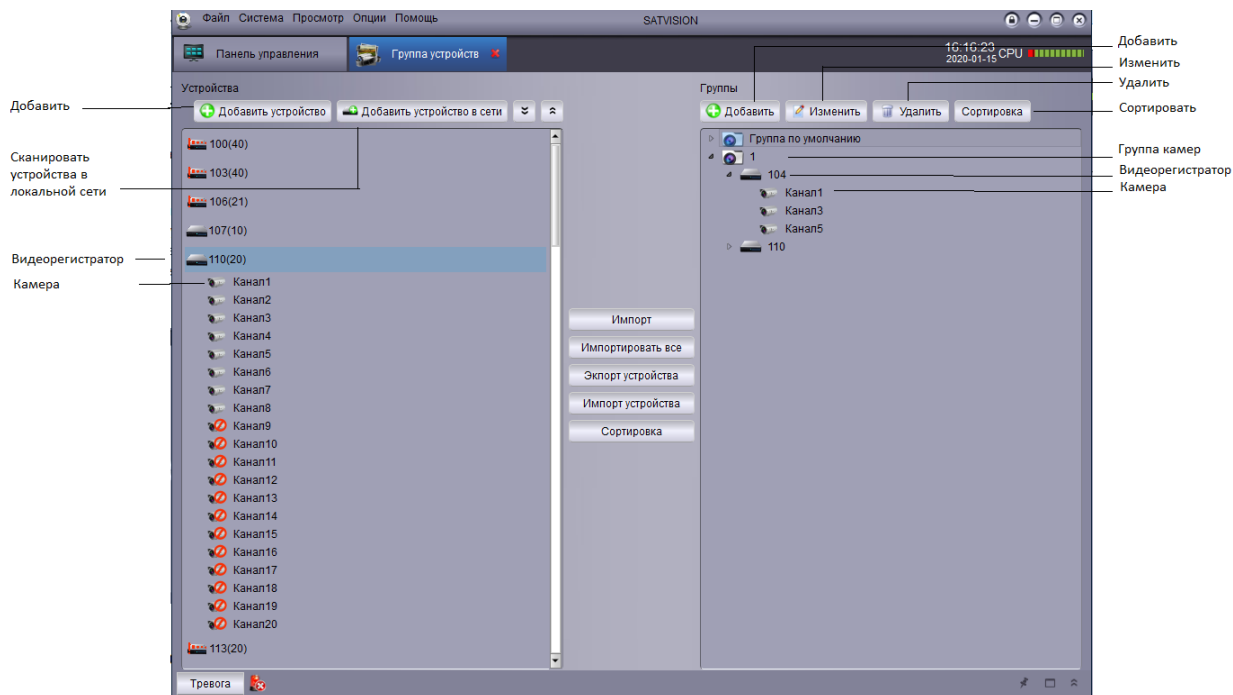 Файл Система Просмотр Опции Помощь
SATVISION
Панель управления
Группа устройств
16:16:23
2020-01-15
CPU
Добавить
Изменить
Удалить
Сортировать
Группа камер
Видеорегистратор
Камера
Добавить
Сканировать
устройства в
локальной сети
Видеорегистратор
Камера
Устройства
Добавить устройство
Добавить устройство в сети
100(40)
103(40)
106(21)
107(10)
110(20)
Канал1
Канал2
Канал3
Канал4
Канал5
Канал6
Канал7
Канал8
Канал9
Канал10
Канал11
Канал12
Канал13
Канал14
Канал15
Канал16
Канал17
Канал18
Канал19
Канал20
113(20)
Импорт
Импортировать все
Экпорт устройства
Импорт устройства
Сортировка
Группы
Добавить
Изменить
Удалить
Сортировка
Группа по умолчанию
1
104
Канал1
Канал3
Канал5
110
Тревога